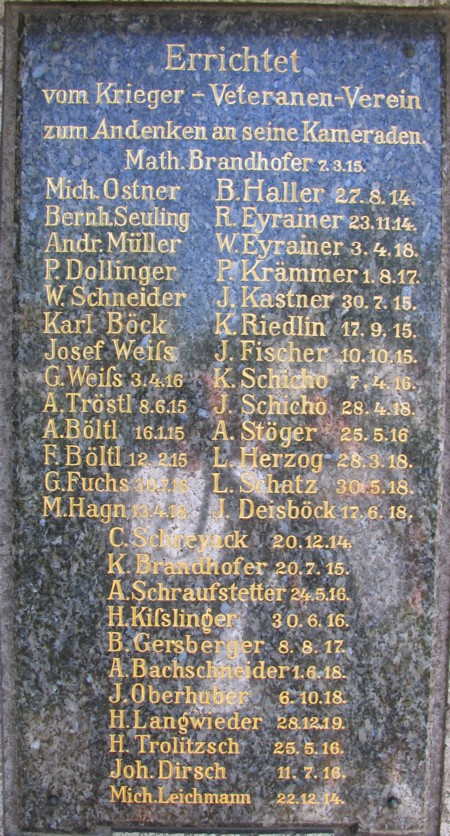 Errichtet
vom Krieger - Veteranen-Verein
zum Andenken an seine Kameraden.
Math. Brandhofer 7.3.15.
Mich. Ostner B. Haller 27.8.14.
Bernh. Seuling R. Eyrainer 23.11.14.
Andr. Müller W. Eyrainer 3.4.18.
P. Dollinger P. Krämmer 1.8.17.
W. Schneider J. Kastner 30.7.15.
Karl Böck K. Riedlin 17.9.15.
Josef Weiſs J. Fischer 10.10.15.
G. Weiſs 3.4.16 K. Schicho 7.4.16.
A. Tröstl 8.6.15 J. Schicho 28.4.18.
A. Böltl 16.1.15 A. Stöger 25.5.16
F. Böltl 12.2.15 L. Herzog 28.3.18.
G. Fuchs 30.7.16 L. Schatz 30.5.18.
M. Hagn 13.4.18 J. Deisböck 17.6.18.
C. Schreyack 20.12.14.
K. Brandhofer 20.7.15.
A. Schraufstetter 24.5.16.
H. Kiſslinger 30.6.16.
B. Gersberger 8.8.17.
A. Bachschneider 1.6.18.
J. Oberhuber 6.10.18.
H. Langwieder 28.12.19.
H. Trolitzsch 25.5.16.
Joh. Dirsch 11.7.16.
Mich. Leichmann 22.12.14.